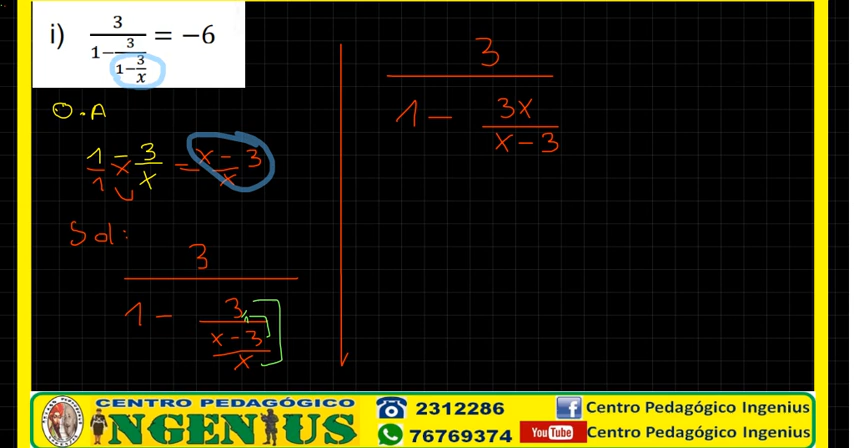 i) 3/(1−3/(1−3/x)) = −6
O.A
1/1 − 3/x = x − 3/x
Sol:
3
1 − 3
x − 3
x
3
1 − 3x
x − 3
CENTRO PEDAGÓGICO
INGENIUS
2312286
76769374
Centro Pedagógico Ingenius
YouTube Centro Pedagógico Ingenius